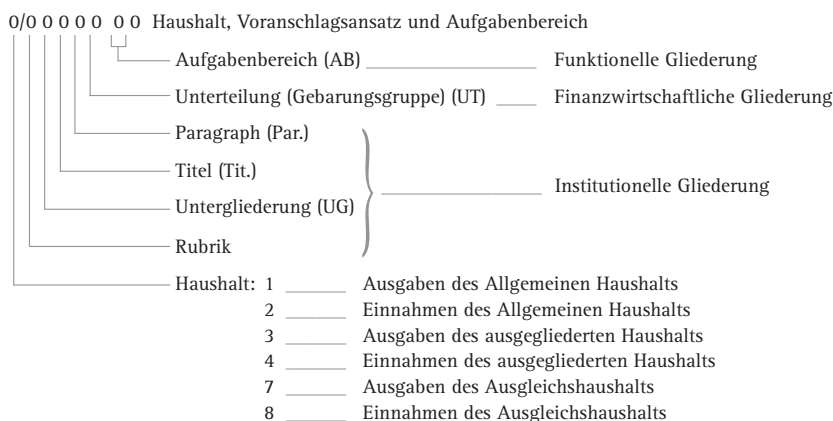 0/0 0 0 0 0 0 0 Haushalt, Voranschlagsansatz und Aufgabenbereich
Aufgabenbereich (AB) Funktionelle Gliederung
Unterteilung (Gebarungsgruppe) (UT) Finanzwirtschaftliche Gliederung
Paragraph (Par.)
Titel (Tit.)
Institutionelle Gliederung
Untergliederung (UG)
Rubrik
Haushalt: 1 Ausgaben des Allgemeinen Haushalts
2 Einnahmen des Allgemeinen Haushalts
3 Ausgaben des ausgegliederten Haushalts
4 Einnahmen des ausgegliederten Haushalts
7 Ausgaben des Ausgleichshaushalts
8 Einnahmen des Ausgleichshaushalts